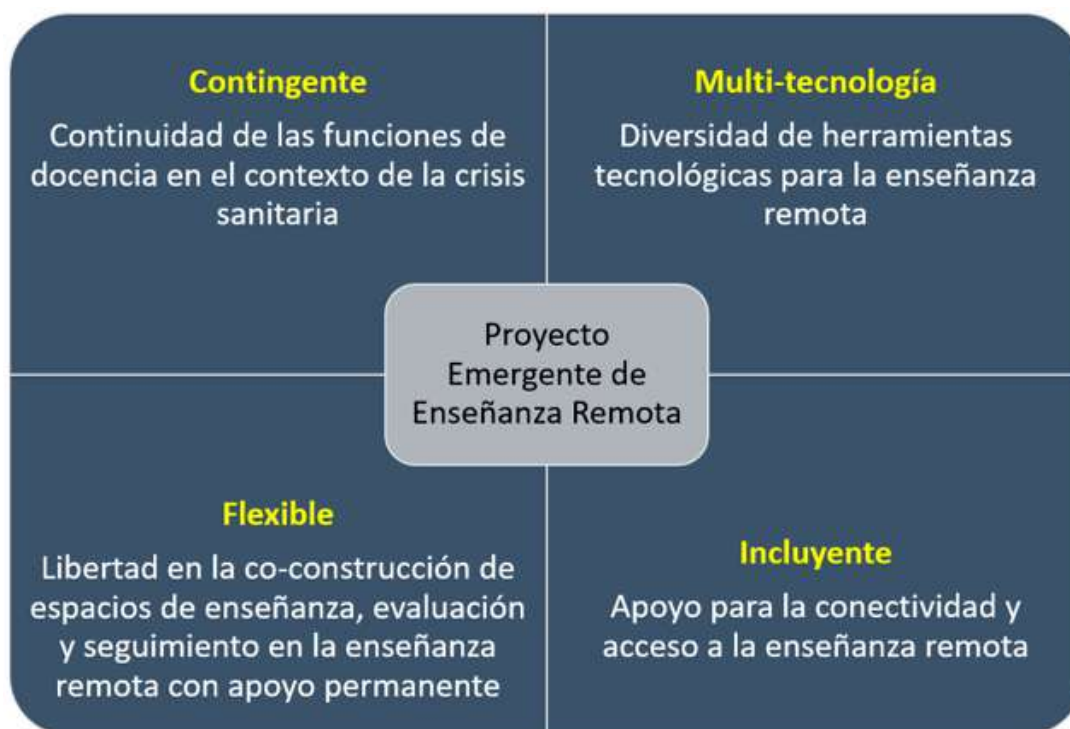 Contingente
Continuidad de las funciones de
docencia en el contexto de la crisis
sanitaria
Multi-tecnología
Diversidad de herramientas
tecnológicas para la enseñanza
remota
Proyecto
Emergente de
Enseñanza Remota
Flexible
Libertad en la co-construcción de
espacios de enseñanza, evaluación
y seguimiento en la enseñanza
remota con apoyo permanente
Incluyente
Apoyo para la conectividad y
acceso a la enseñanza remota